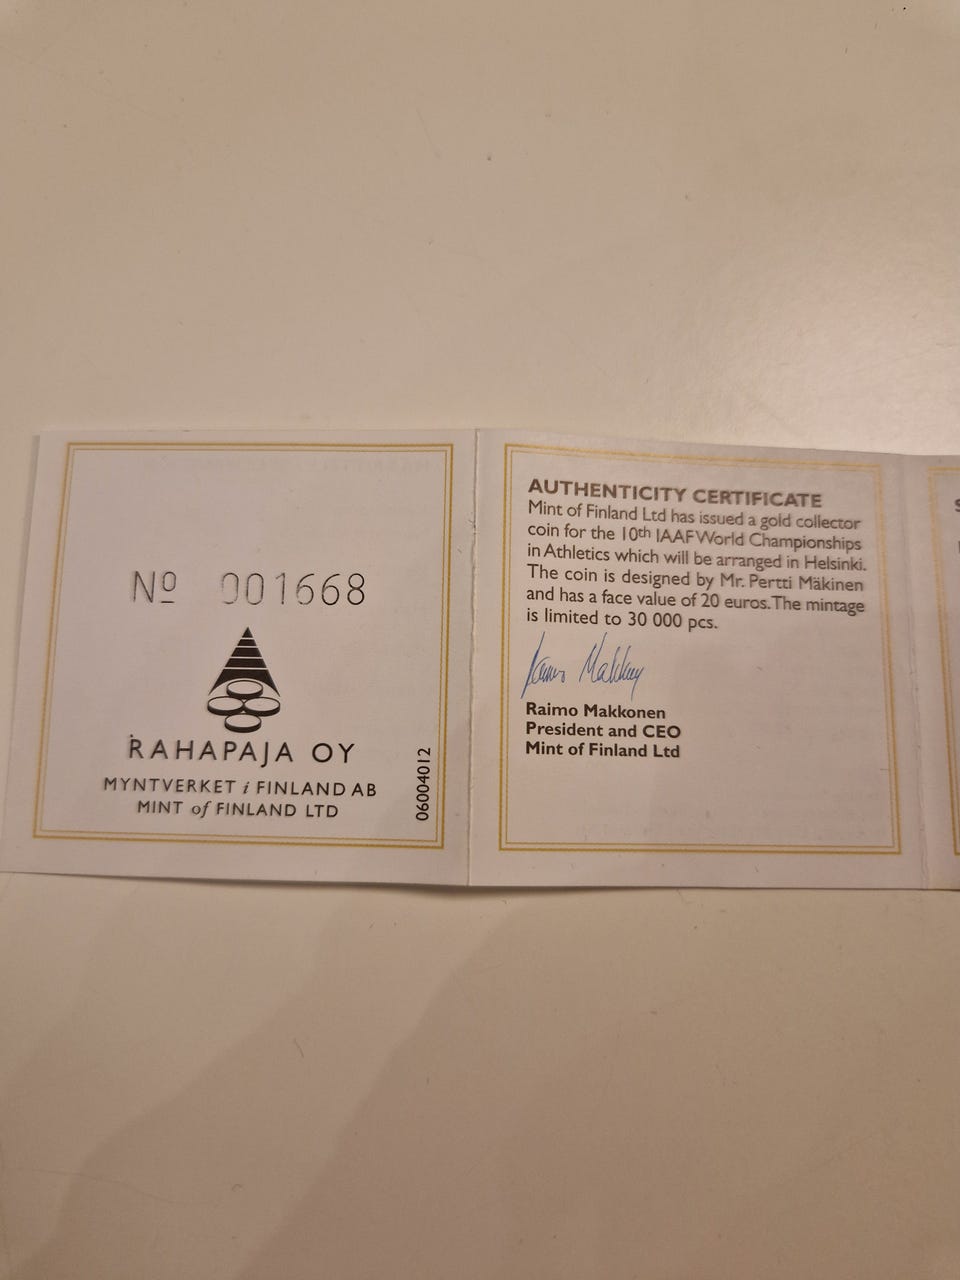 Nº 001668
RAHAPAJA OY
MYNTVERKET i FINLAND AB
MINT of FINLAND LTD
06004012
AUTHENTICITY CERTIFICATE
Mint of Finland Ltd has issued a gold collector
coin for the 10th IAAF World Championships
in Athletics which will be arranged in Helsinki.
The coin is designed by Mr. Pertti Mäkinen
and has a face value of 20 euros. The mintage
is limited to 30 000 pcs.
Raimo Makkonen
President and CEO
Mint of Finland Ltd